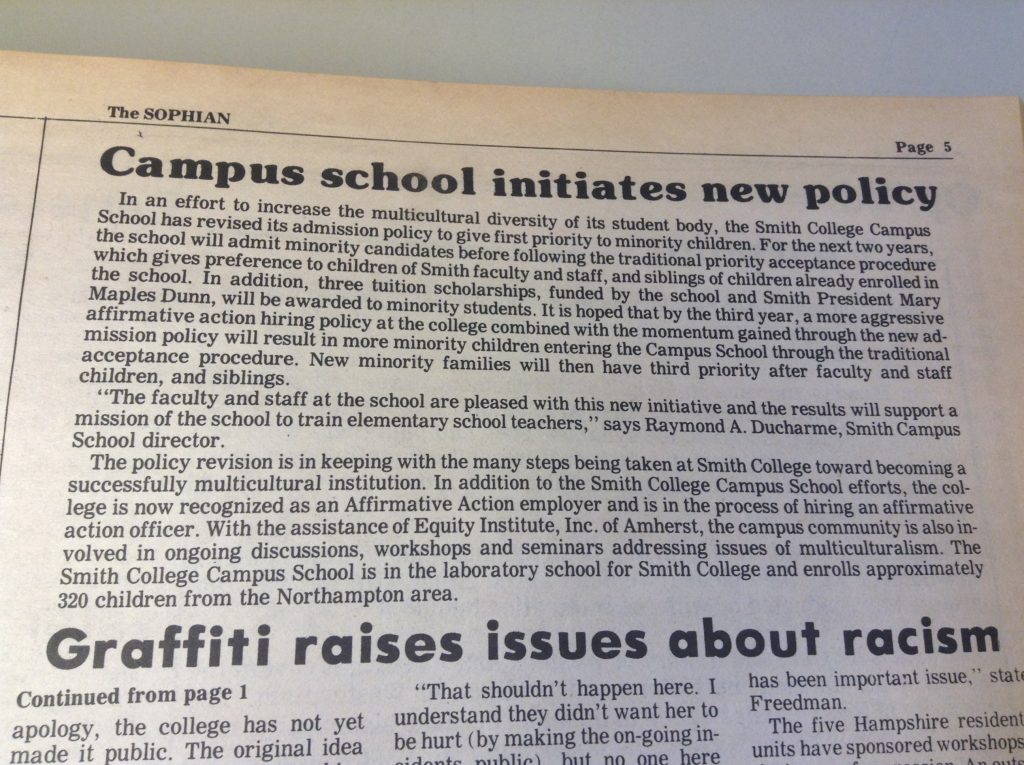 The SOPHIAN
Page 5
Campus school initiates new policy
In an effort to increase the multicultural diversity of its student body, the Smith College Campus
School has revised its admission policy to give first priority to minority children. For the next two years,
the school will admit minority candidates before following the traditional priority acceptance procedure
which gives preference to children of Smith faculty and staff, and siblings of children already enrolled in
the school. In addition, three tuition scholarships, funded by the school and Smith President Mary
Maples Dunn, will be awarded to minority students. It is hoped that by the third year, a more aggressive
affirmative action hiring policy at the college combined with the momentum gained through the new ad-
mission policy will result in more minority children entering the Campus School through the traditional
acceptance procedure. New minority families will then have third priority after faculty and staff
children, and siblings.
"The faculty and staff at the school are pleased with this new initiative and the results will support a
mission of the school to train elementary school teachers," says Raymond A. Ducharme, Smith Campus
School director.
The policy revision is in keeping with the many steps being taken at Smith College toward becoming a
successfully multicultural institution. In addition to the Smith College Campus School efforts, the col-
lege is now recognized as an Affirmative Action employer and is in the process of hiring an affirmative
action officer. With the assistance of Equity Institute, Inc. of Amherst, the campus community is also in-
volved in ongoing discussions, workshops and seminars addressing issues of multiculturalism. The
Smith College Campus School is in the laboratory school for Smith College and enrolls approximately
320 children from the Northampton area.
Graffiti raises issues about racism
Continued from page 1
apology, the college has not yet
made it public. The original idea
"That shouldn't happen here. I
understand they didn't want her to
be hurt (by making the on-going in-
cidents public), but no one here
has been important issue," state
Freedman.
The five Hampshire resident
units have sponsored workshops